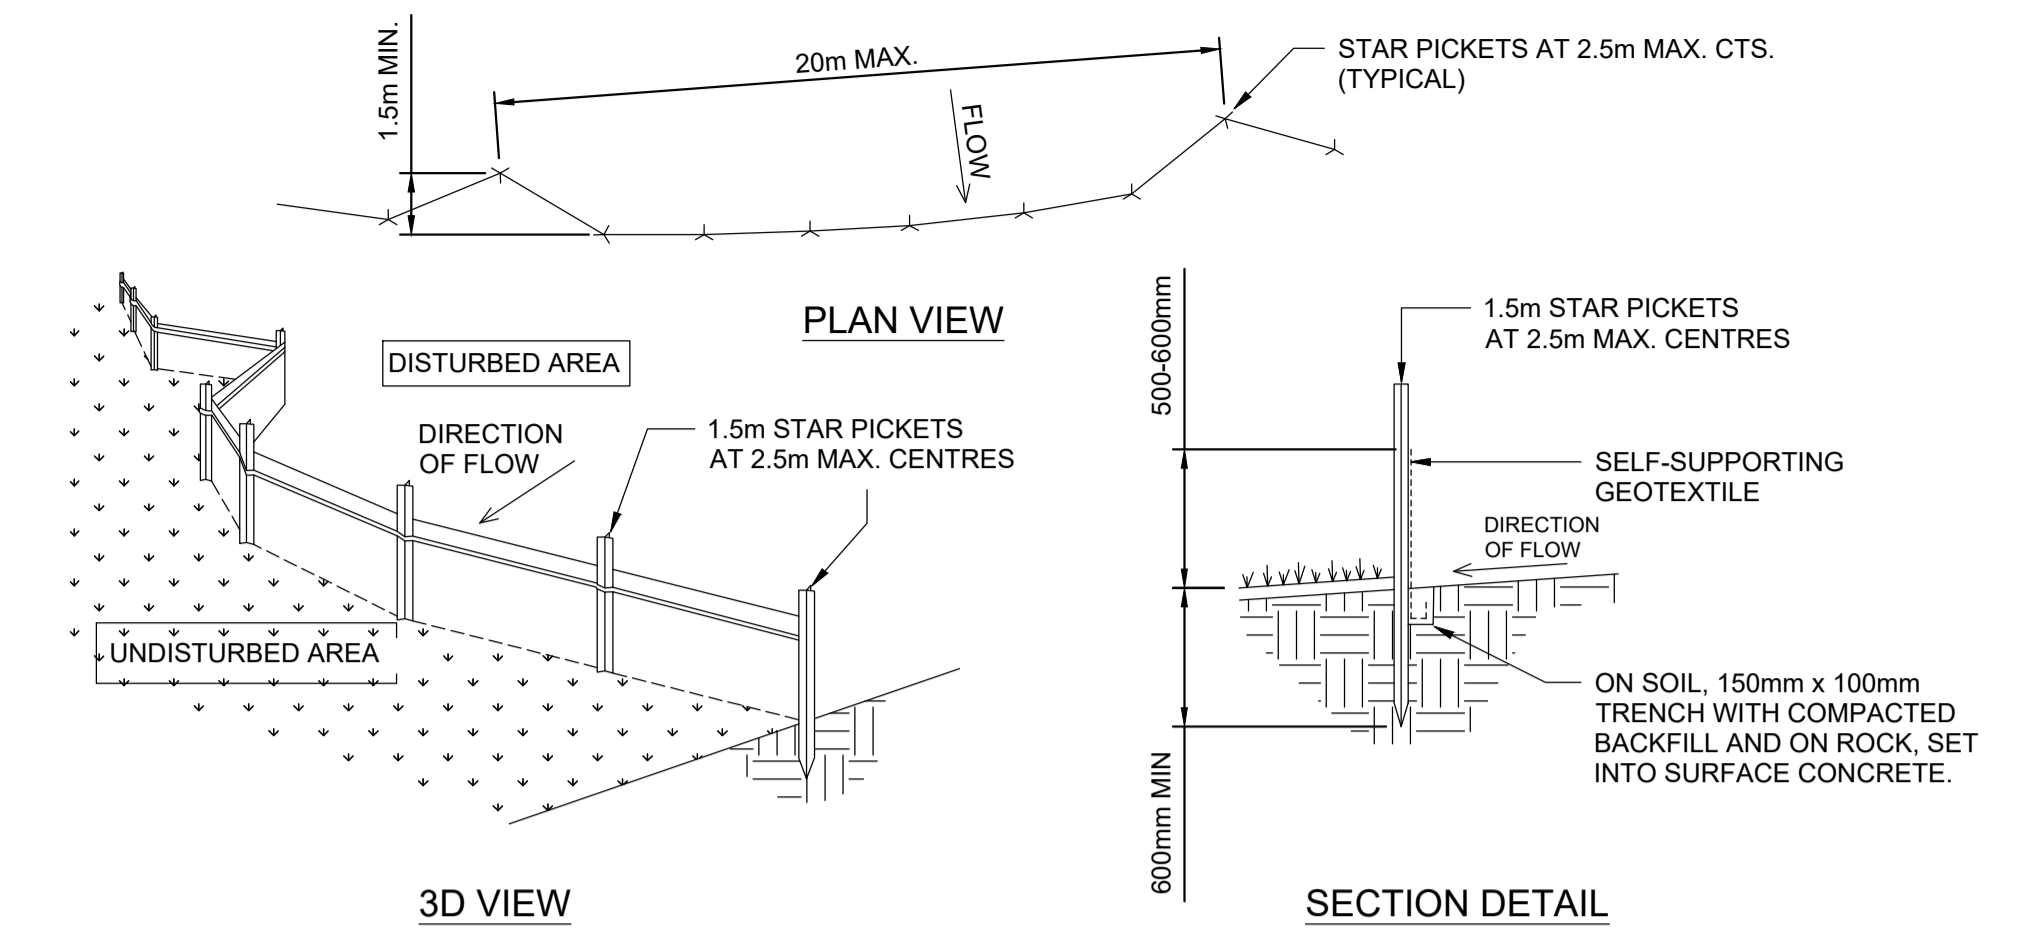 1.5m MIN.
20m MAX.
FLOW
STAR PICKETS AT 2.5m MAX. CTS.
(TYPICAL)
PLAN VIEW
DISTURBED AREA
DIRECTION
OF FLOW
1.5m STAR PICKETS
AT 2.5m MAX. CENTRES
UNDISTURBED AREA
3D VIEW
500-600mm
600mm MIN
1.5m STAR PICKETS
AT 2.5m MAX. CENTRES
SELF-SUPPORTING
GEOTEXTILE
DIRECTION
OF FLOW
ON SOIL, 150mm x 100mm
TRENCH WITH COMPACTED
BACKFILL AND ON ROCK, SET
INTO SURFACE CONCRETE.
SECTION DETAIL